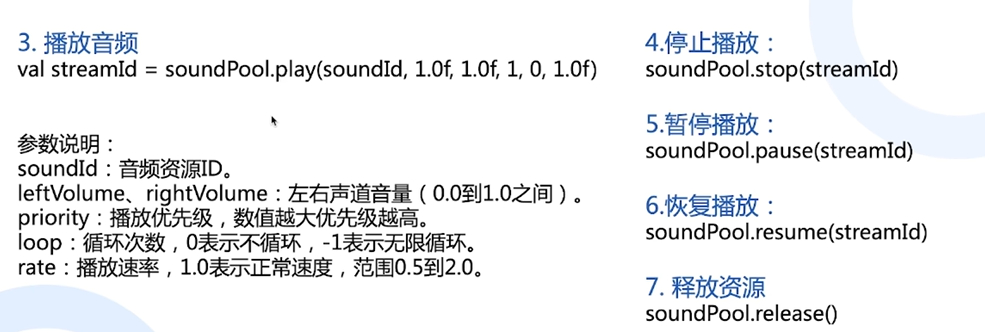 3. 播放音频
val streamId = soundPool.play(soundId, 1.0f, 1.0f, 1, 0, 1.0f)
参数说明：
soundId：音频资源ID。
leftVolume、rightVolume：左右声道音量（0.0到1.0之间）。
priority：播放优先级，数值越大优先级越高。
loop：循环次数，0表示不循环，-1表示无限循环。
rate：播放速率，1.0表示正常速度，范围0.5到2.0。
4.停止播放：
soundPool.stop(streamId)
5.暂停播放：
soundPool.pause(streamId)
6.恢复播放：
soundPool.resume(streamId)
7. 释放资源
soundPool.release()